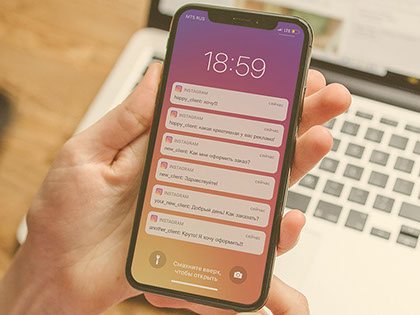 MTS RUS
LTE
18:59
INSTAGRAM
сейчас
happy_client: хочу!!!
INSTAGRAM
сейчас
happy_client: какая креативная у вас реклама!
INSTAGRAM
сейчас
new_client: Как мне оформить заказ?
INSTAGRAM
сейчас
new_client: Здравствуйте!
INSTAGRAM
сейчас
your_new_client: Добрый день! Как заказать?
INSTAGRAM
сейчас
another_client: Круто! Я хочу оформить!!!
Смахните вверх,
чтобы открыть